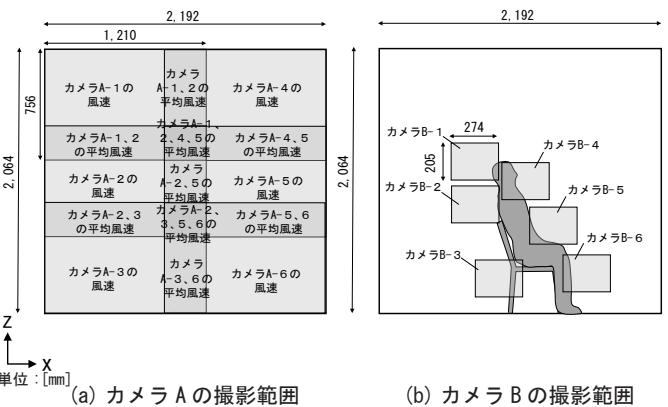 2,192
1,210
2,064
756
カメラA-1の
風速
カメラ
A-1、2の
平均風速
カメラA-4の
風速
カメラA-1、2
の平均風速
カメラA-1、
2、4、5の
平均風速
カメラA-4、5
の平均風速
カメラA-2の
風速
カメラ
A-2、5の
平均風速
カメラA-5の
風速
カメラA-2、3
の平均風速
カメラA-2、
3、5、6の
平均風速
カメラA-5、6
の平均風速
カメラA-3の
風速
カメラ
A-3、6の
平均風速
カメラA-6の
風速
Z
X
単位：[mm]
(a) カメラ A の撮影範囲
2,192
2,064
カメラB-1
274
205
カメラB-4
カメラB-2
カメラB-5
カメラB-3
カメラB-6
(b) カメラ B の撮影範囲